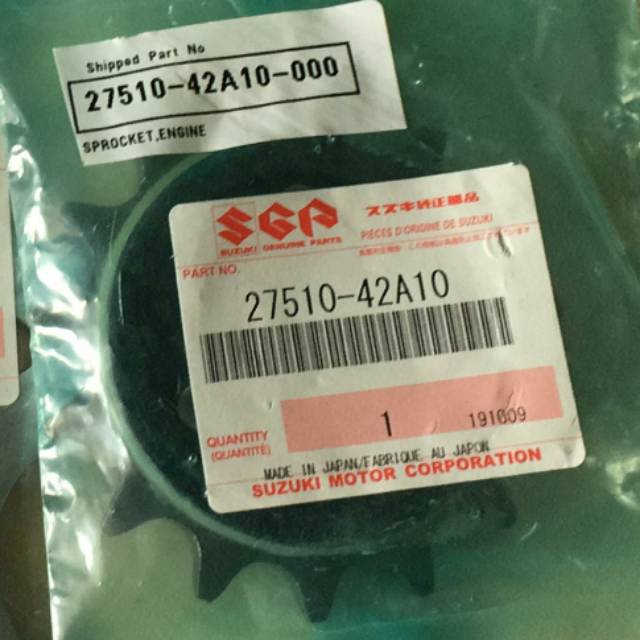 Shipped Part No
27510-42A10-000
SPROCKET,ENGINE
SGP
スズキ純正部品
SUZUKI GENUINE PARTS
PIÈCES D'ORIGINE DE SUZUKI
PART NO.
27510-42A10
1 191009
QUANTITY
(QUANTITÉ)
MADE IN JAPAN/FABRIQUE AU JAPON
SUZUKI MOTOR CORPORATION